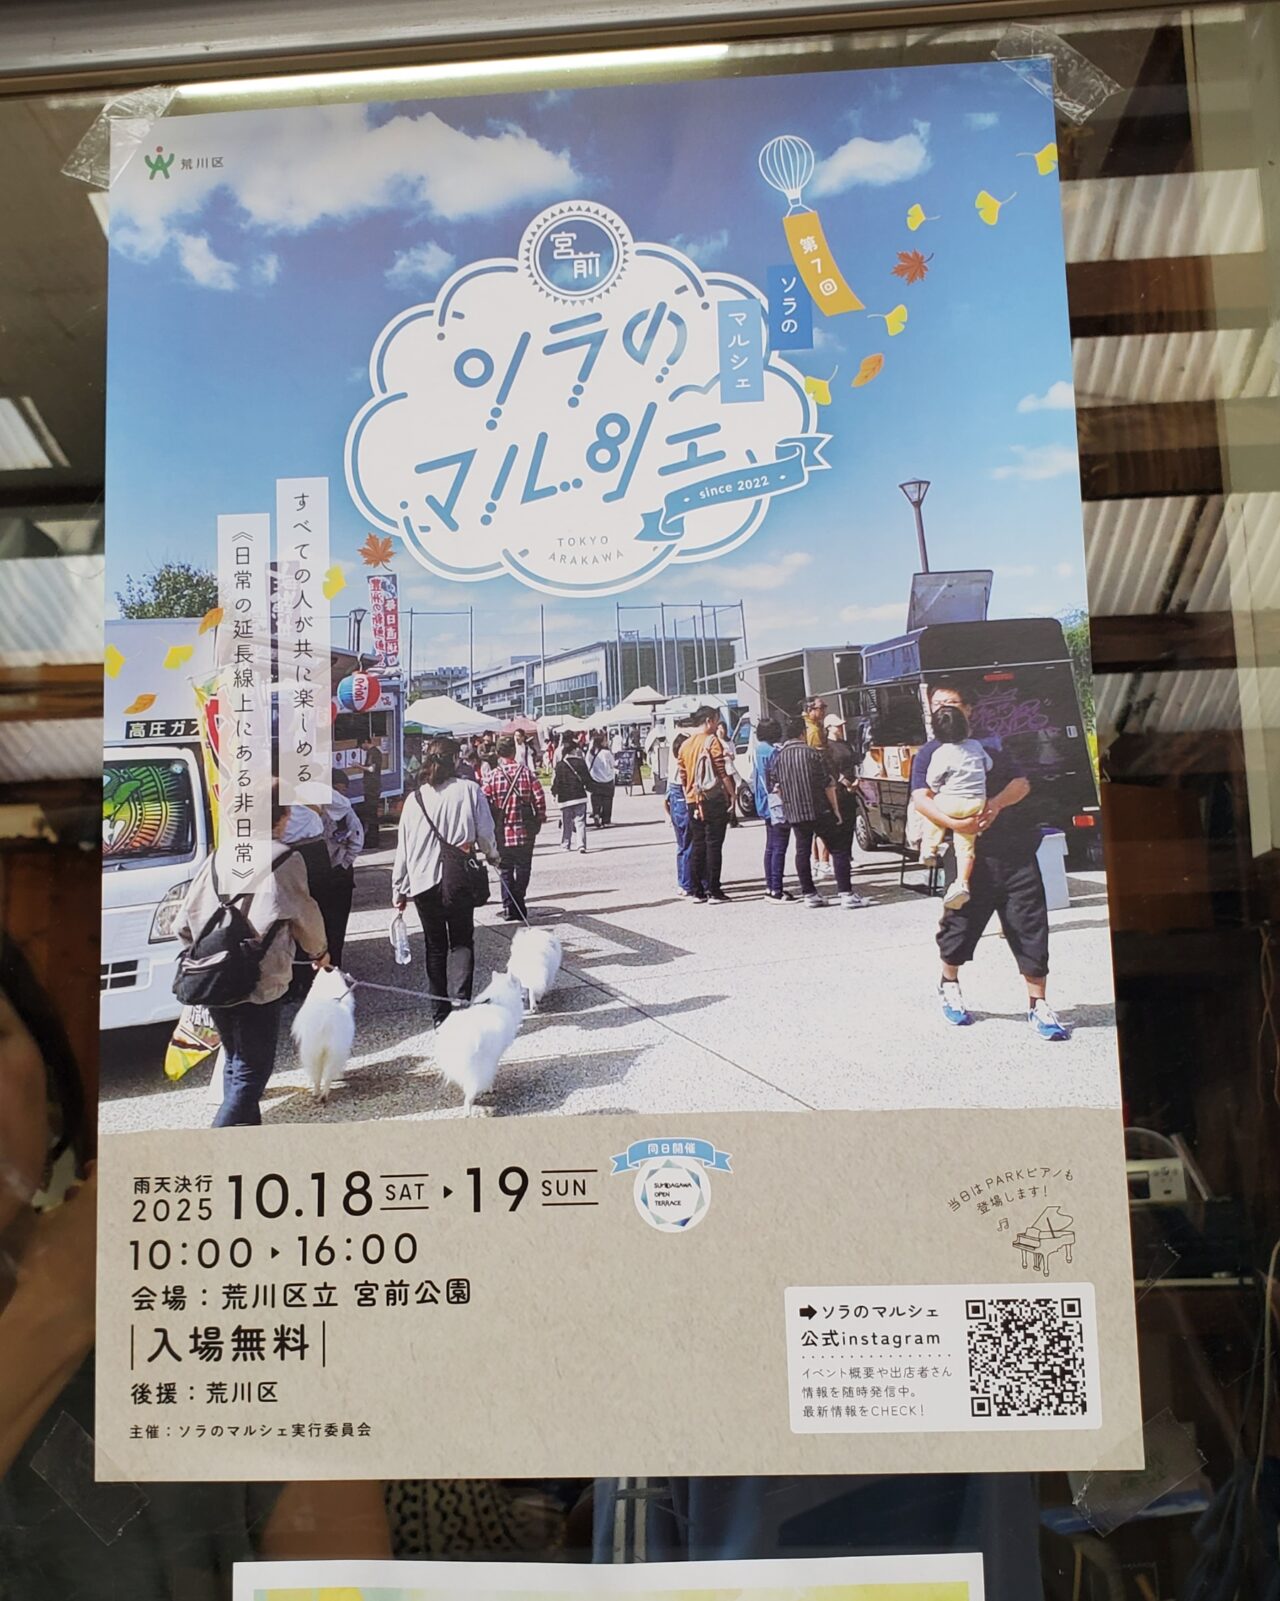 荒川区
第7回
ソラの
マルシェ
宮前
ソラの
マルシェ
since 2022
TOKYO
ARAKAWA
すべての人が共に楽しめる
《日常の延長線上にある非日常》
高圧ガス
雨天決行
2025 10.18 SAT ▸ 19 SUN
10:00 ▸ 16:00
会場：荒川区立 宮前公園
入場無料
後援：荒川区
主催：ソラのマルシェ実行委員会
同日開催
SUMIDAGAWA
OPEN
TERRACE
当日はPARKピアノも
登場します！
➡ソラのマルシェ
公式instagram
イベント概要や出店者さん
情報を随時発信中。
最新情報をCHECK！